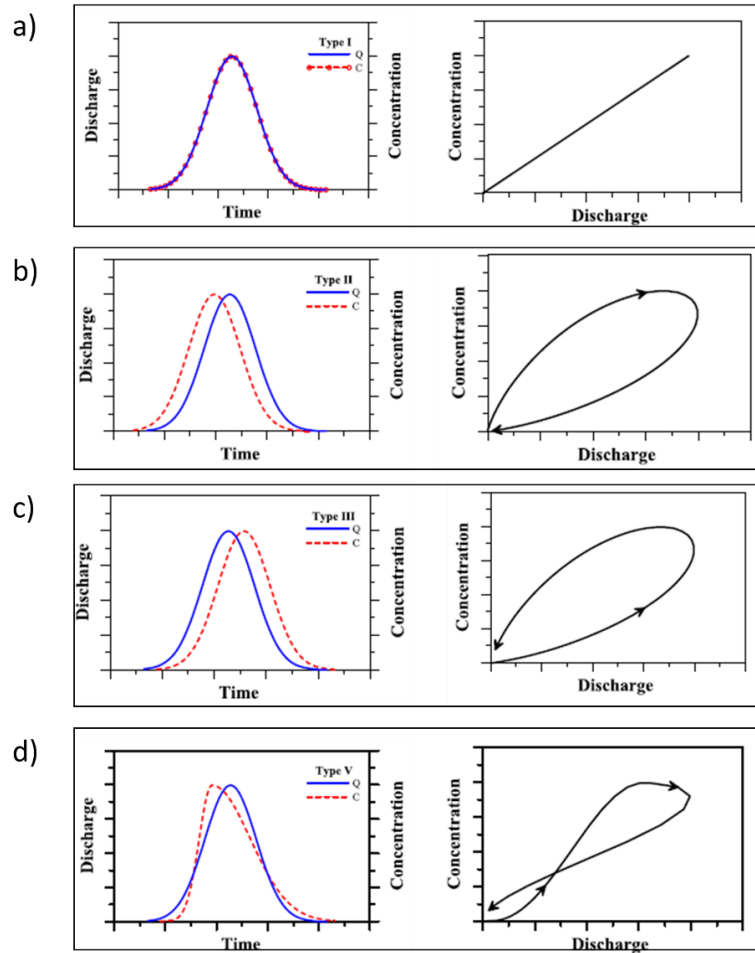 a)
Type I
Q
C
Discharge
Concentration
Time
Concentration
Discharge
b)
Type II
Q
C
Discharge
Concentration
Time
Concentration
Discharge
c)
Type III
Q
C
Discharge
Concentration
Time
Concentration
Discharge
d)
Type V
Q
C
Discharge
Concentration
Time
Concentration
Discharge